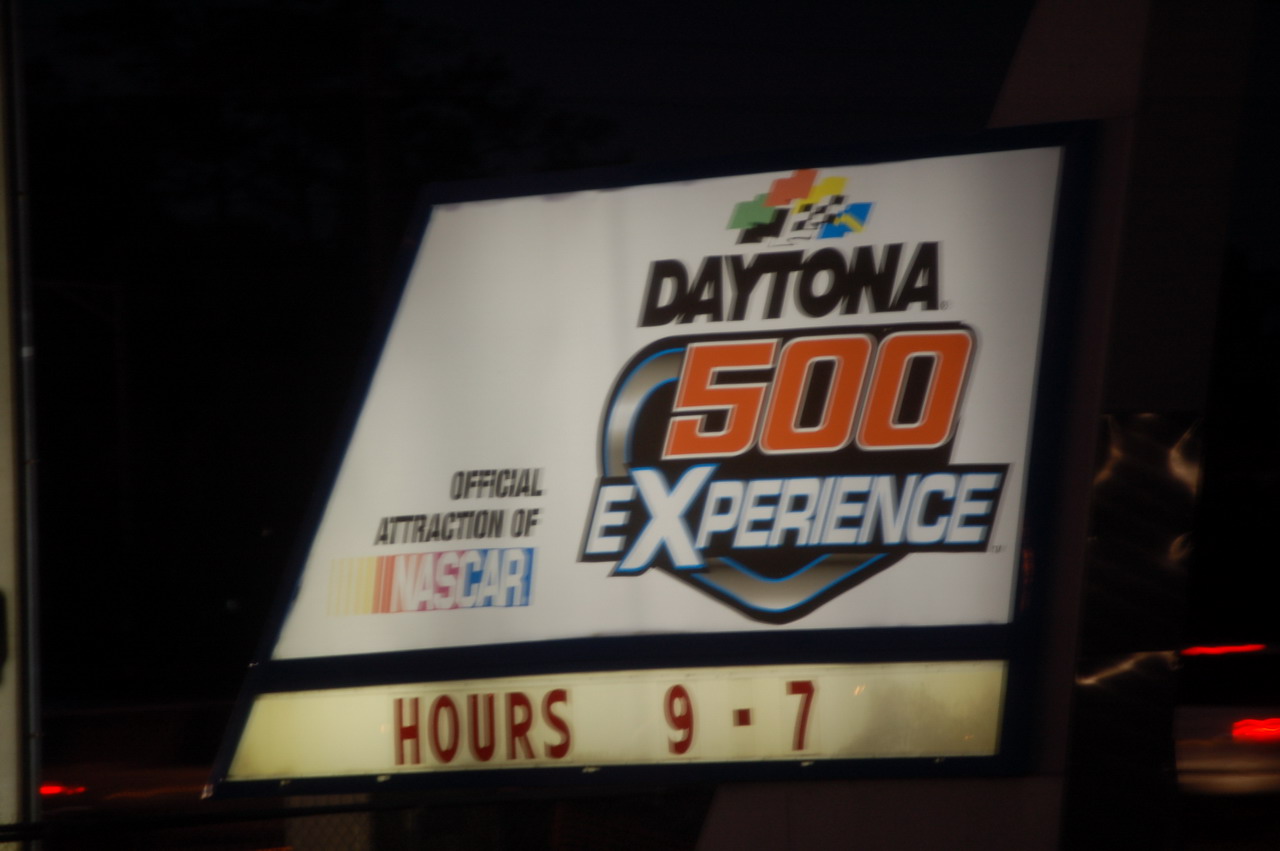 DAYTONA
500
EXPERIENCE
OFFICIAL
ATTRACTION OF
NASCAR
HOURS 9 - 7